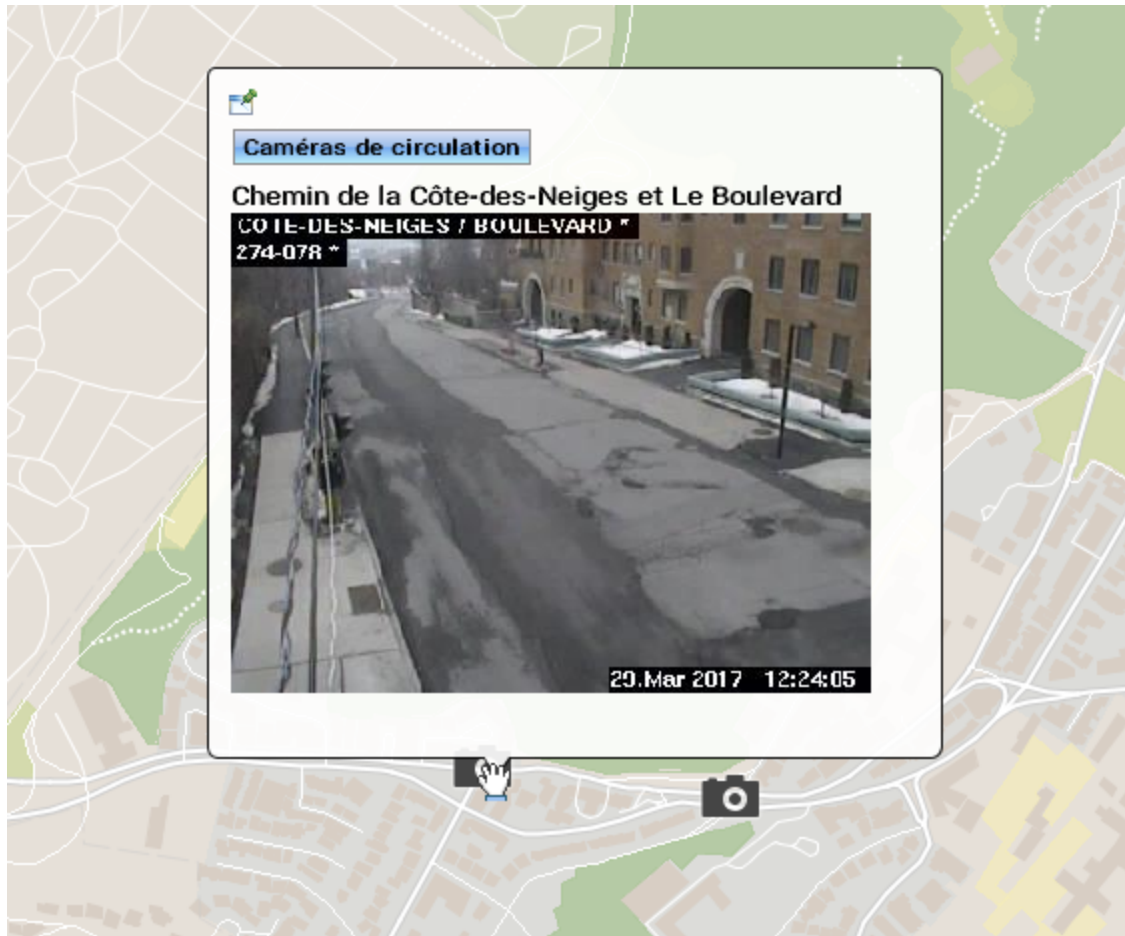 Caméras de circulation
Chemin de la Côte-des-Neiges et Le Boulevard
COTE-DES-NEIGES / BOULEVARD *
274-078 *
29.Mar 2017 12:24:05